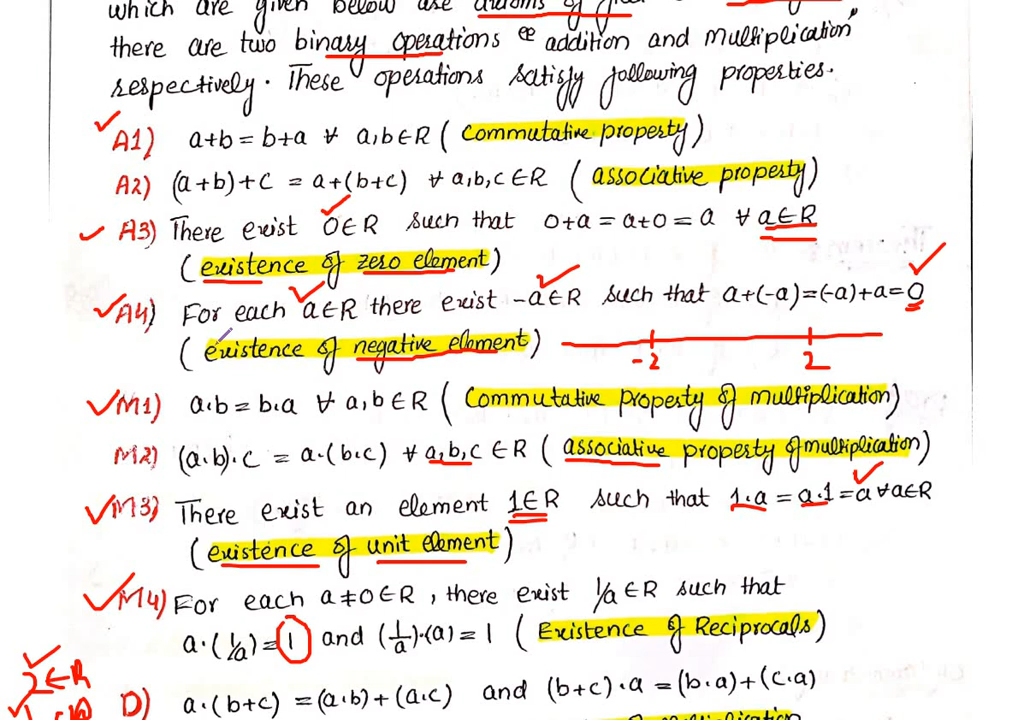 which are given below are axioms of
there are two binary operations addition and multiplication
respectively. These operations satisfy following properties.
A1) a+b = b+a ∀ a,b∈R (Commutative property)
A2) (a+b)+c = a+(b+c) ∀ a,b,c ∈R (associative property)
A3) There exist 0∈R such that 0+a = a+0 = a ∀ a∈R
(existence of zero element)
A4) For each a∈R there exist -a∈R such that a+(-a)=(-a)+a=0
(existence of negative element)
-2 2
M1) a.b = b.a ∀ a,b∈R (Commutative property of multiplication)
M2) (a.b).c = a.(b.c) ∀ a,b,c ∈R (associative property of multiplication)
M3) There exist an element 1∈R such that 1.a = a.1 = a ∀ a∈R
(existence of unit element)
M4) For each a≠0∈R, there exist 1/a ∈R such that
a.(1/a)=1 and (1/a).(a)=1 (Existence of Reciprocals)
2∈R
D) a.(b+c) = (a.b)+(a.c) and (b+c).a = (b.a)+(c.a)